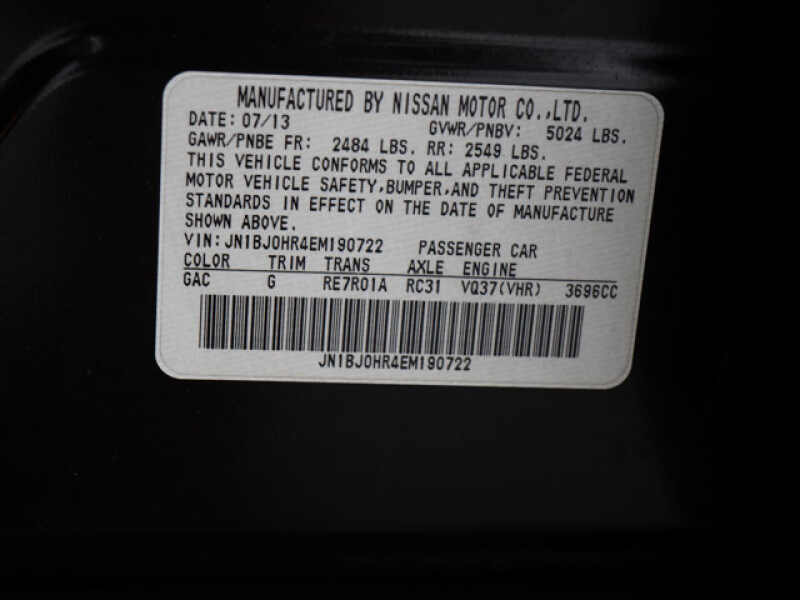 MANUFACTURED BY NISSAN MOTOR CO.,LTD.
DATE: 07/13 GVWR/PNBV: 5024 LBS.
GAWR/PNBE FR: 2484 LBS. RR: 2549 LBS.
THIS VEHICLE CONFORMS TO ALL APPLICABLE FEDERAL
MOTOR VEHICLE SAFETY,BUMPER,AND THEFT PREVENTION
STANDARDS IN EFFECT ON THE DATE OF MANUFACTURE
SHOWN ABOVE.
VIN: JN1BJ0HR4EM190722 PASSENGER CAR
COLOR TRIM TRANS AXLE ENGINE
GAC G RE7R01A RC31 VQ37(VHR) 3696CC
JN1BJ0HR4EM190722